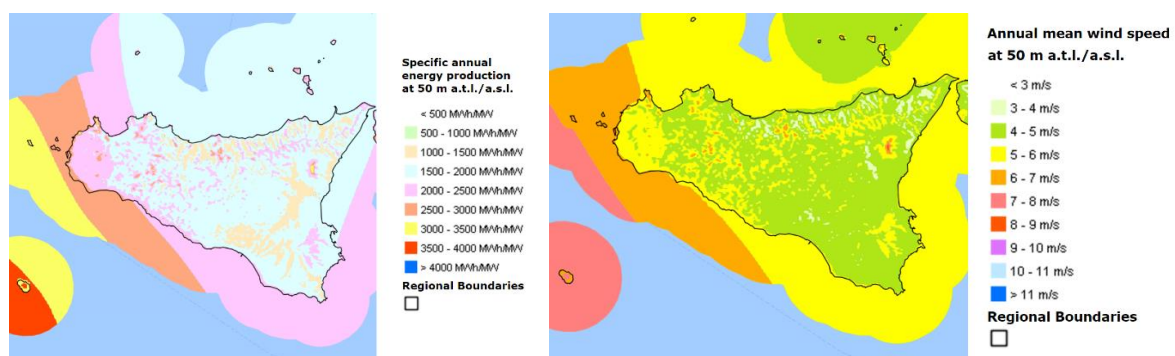 Specific annual
energy production
at 50 m a.t.l./a.s.l.
< 500 MWh/MW
500 - 1000 MWh/MW
1000 - 1500 MWh/MW
1500 - 2000 MWh/MW
2000 - 2500 MWh/MW
2500 - 3000 MWh/MW
3000 - 3500 MWh/MW
3500 - 4000 MWh/MW
> 4000 MWh/MW
Regional Boundaries
Annual mean wind speed
at 50 m a.t.l./a.s.l.
< 3 m/s
3 - 4 m/s
4 - 5 m/s
5 - 6 m/s
6 - 7 m/s
7 - 8 m/s
8 - 9 m/s
9 - 10 m/s
10 - 11 m/s
> 11 m/s
Regional Boundaries